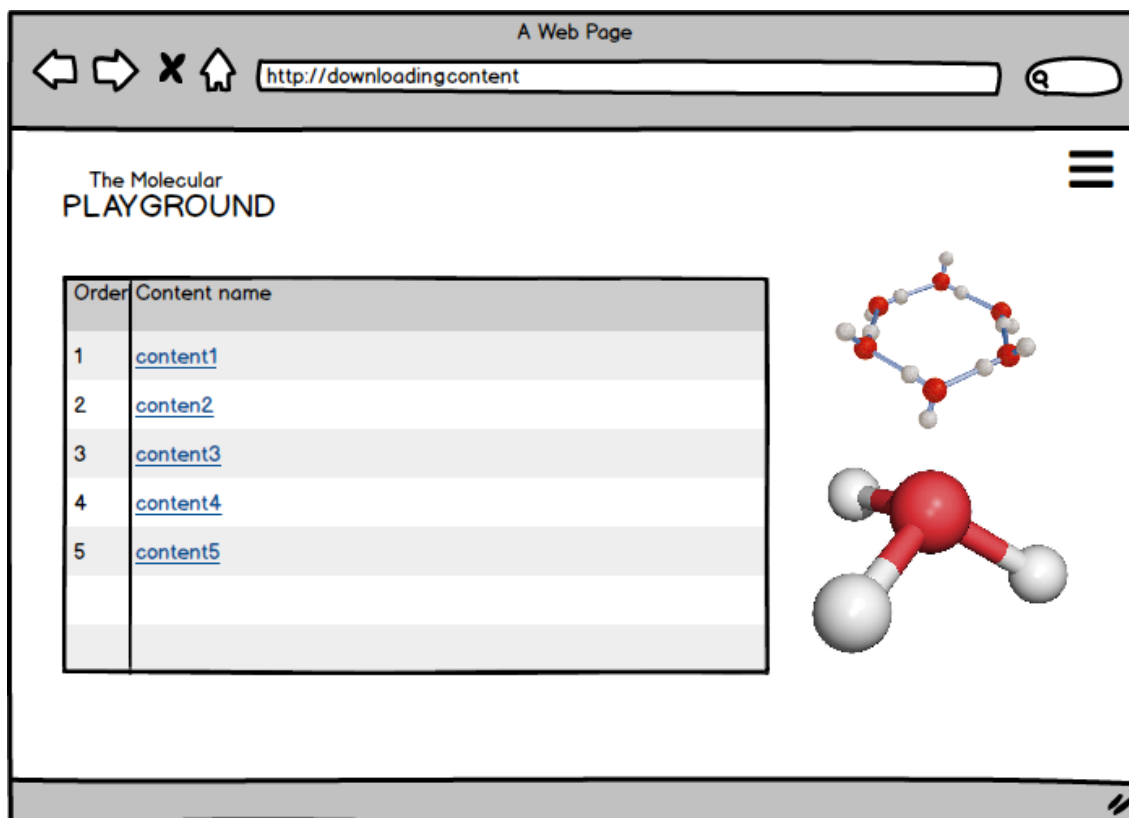 A Web Page
http://downloadingcontent
The Molecular
PLAYGROUND
Order Content name
1 content1
2 conten2
3 content3
4 content4
5 content5